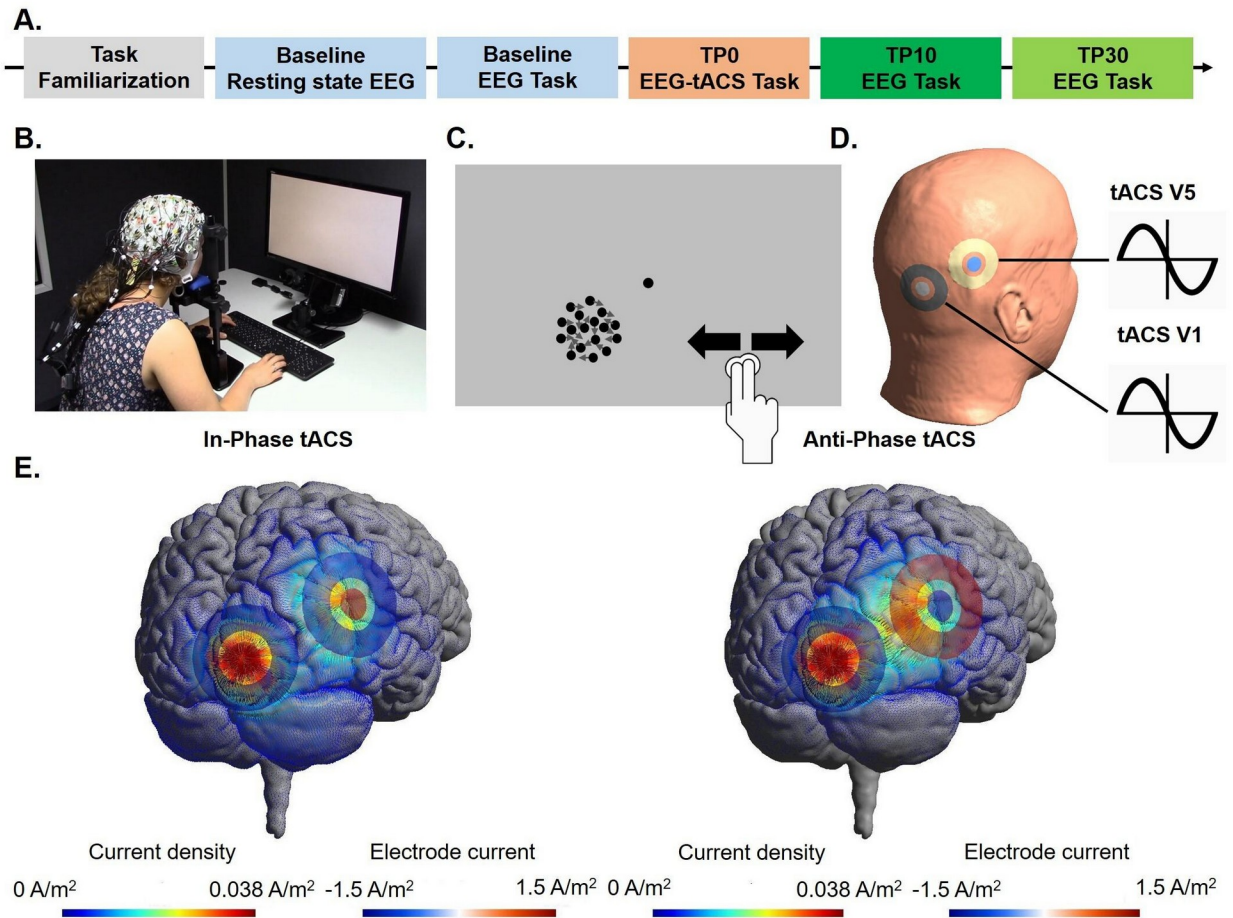 A.
Task
Familiarization
Baseline
Resting state EEG
Baseline
EEG Task
TP0
EEG-tACS Task
TP10
EEG Task
TP30
EEG Task
B.
C.
D.
tACS V5
tACS V1
In-Phase tACS
Anti-Phase tACS
E.
Current density
Electrode current
Current density
Electrode current
0 A/m²
0.038 A/m²
-1.5 A/m²
1.5 A/m²
0 A/m²
0.038 A/m²
-1.5 A/m²
1.5 A/m²